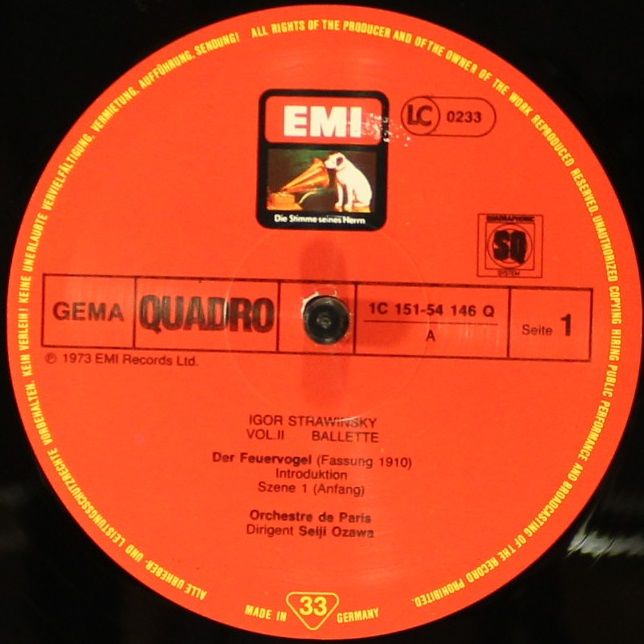 ALLE URHEBER- UND LEISTUNGSSCHUTZRECHTE VORBEHALTEN. KEIN VERLEIH! KEINE UNERLAUBTE VERVIELFÄLTIGUNG, VERMIETUNG, AUFFÜHRUNG, SENDUNG! ALL RIGHTS OF THE PRODUCER AND OF THE OWNER OF THE WORK REPRODUCED RESERVED. UNAUTHORIZED COPYING HIRING PUBLIC PERFORMANCE AND BROADCASTING OF THE RECORD PROHIBITED.
EMI
LC 0233
Die Stimme seines Herrn
QUADRAPHONIC
SQ
SYSTEM
GEMA QUADRO 1C 151-54 146 Q
A
Seite 1
℗ 1973 EMI Records Ltd.
IGOR STRAWINSKY
VOL.II BALLETTE
Der Feuervogel (Fassung 1910)
Introduktion
Szene 1 (Anfang)
Orchestre de Paris
Dirigent Seiji Ozawa
MADE IN 33 GERMANY